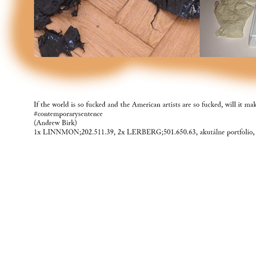 If the world is so fucked and the American artists are so fucked, will it mak
#contemporarysentence
(Andrew Birk)
1x LINNMON;202.511.39, 2x LERBERG;501.650.63, akutálne portfolio,